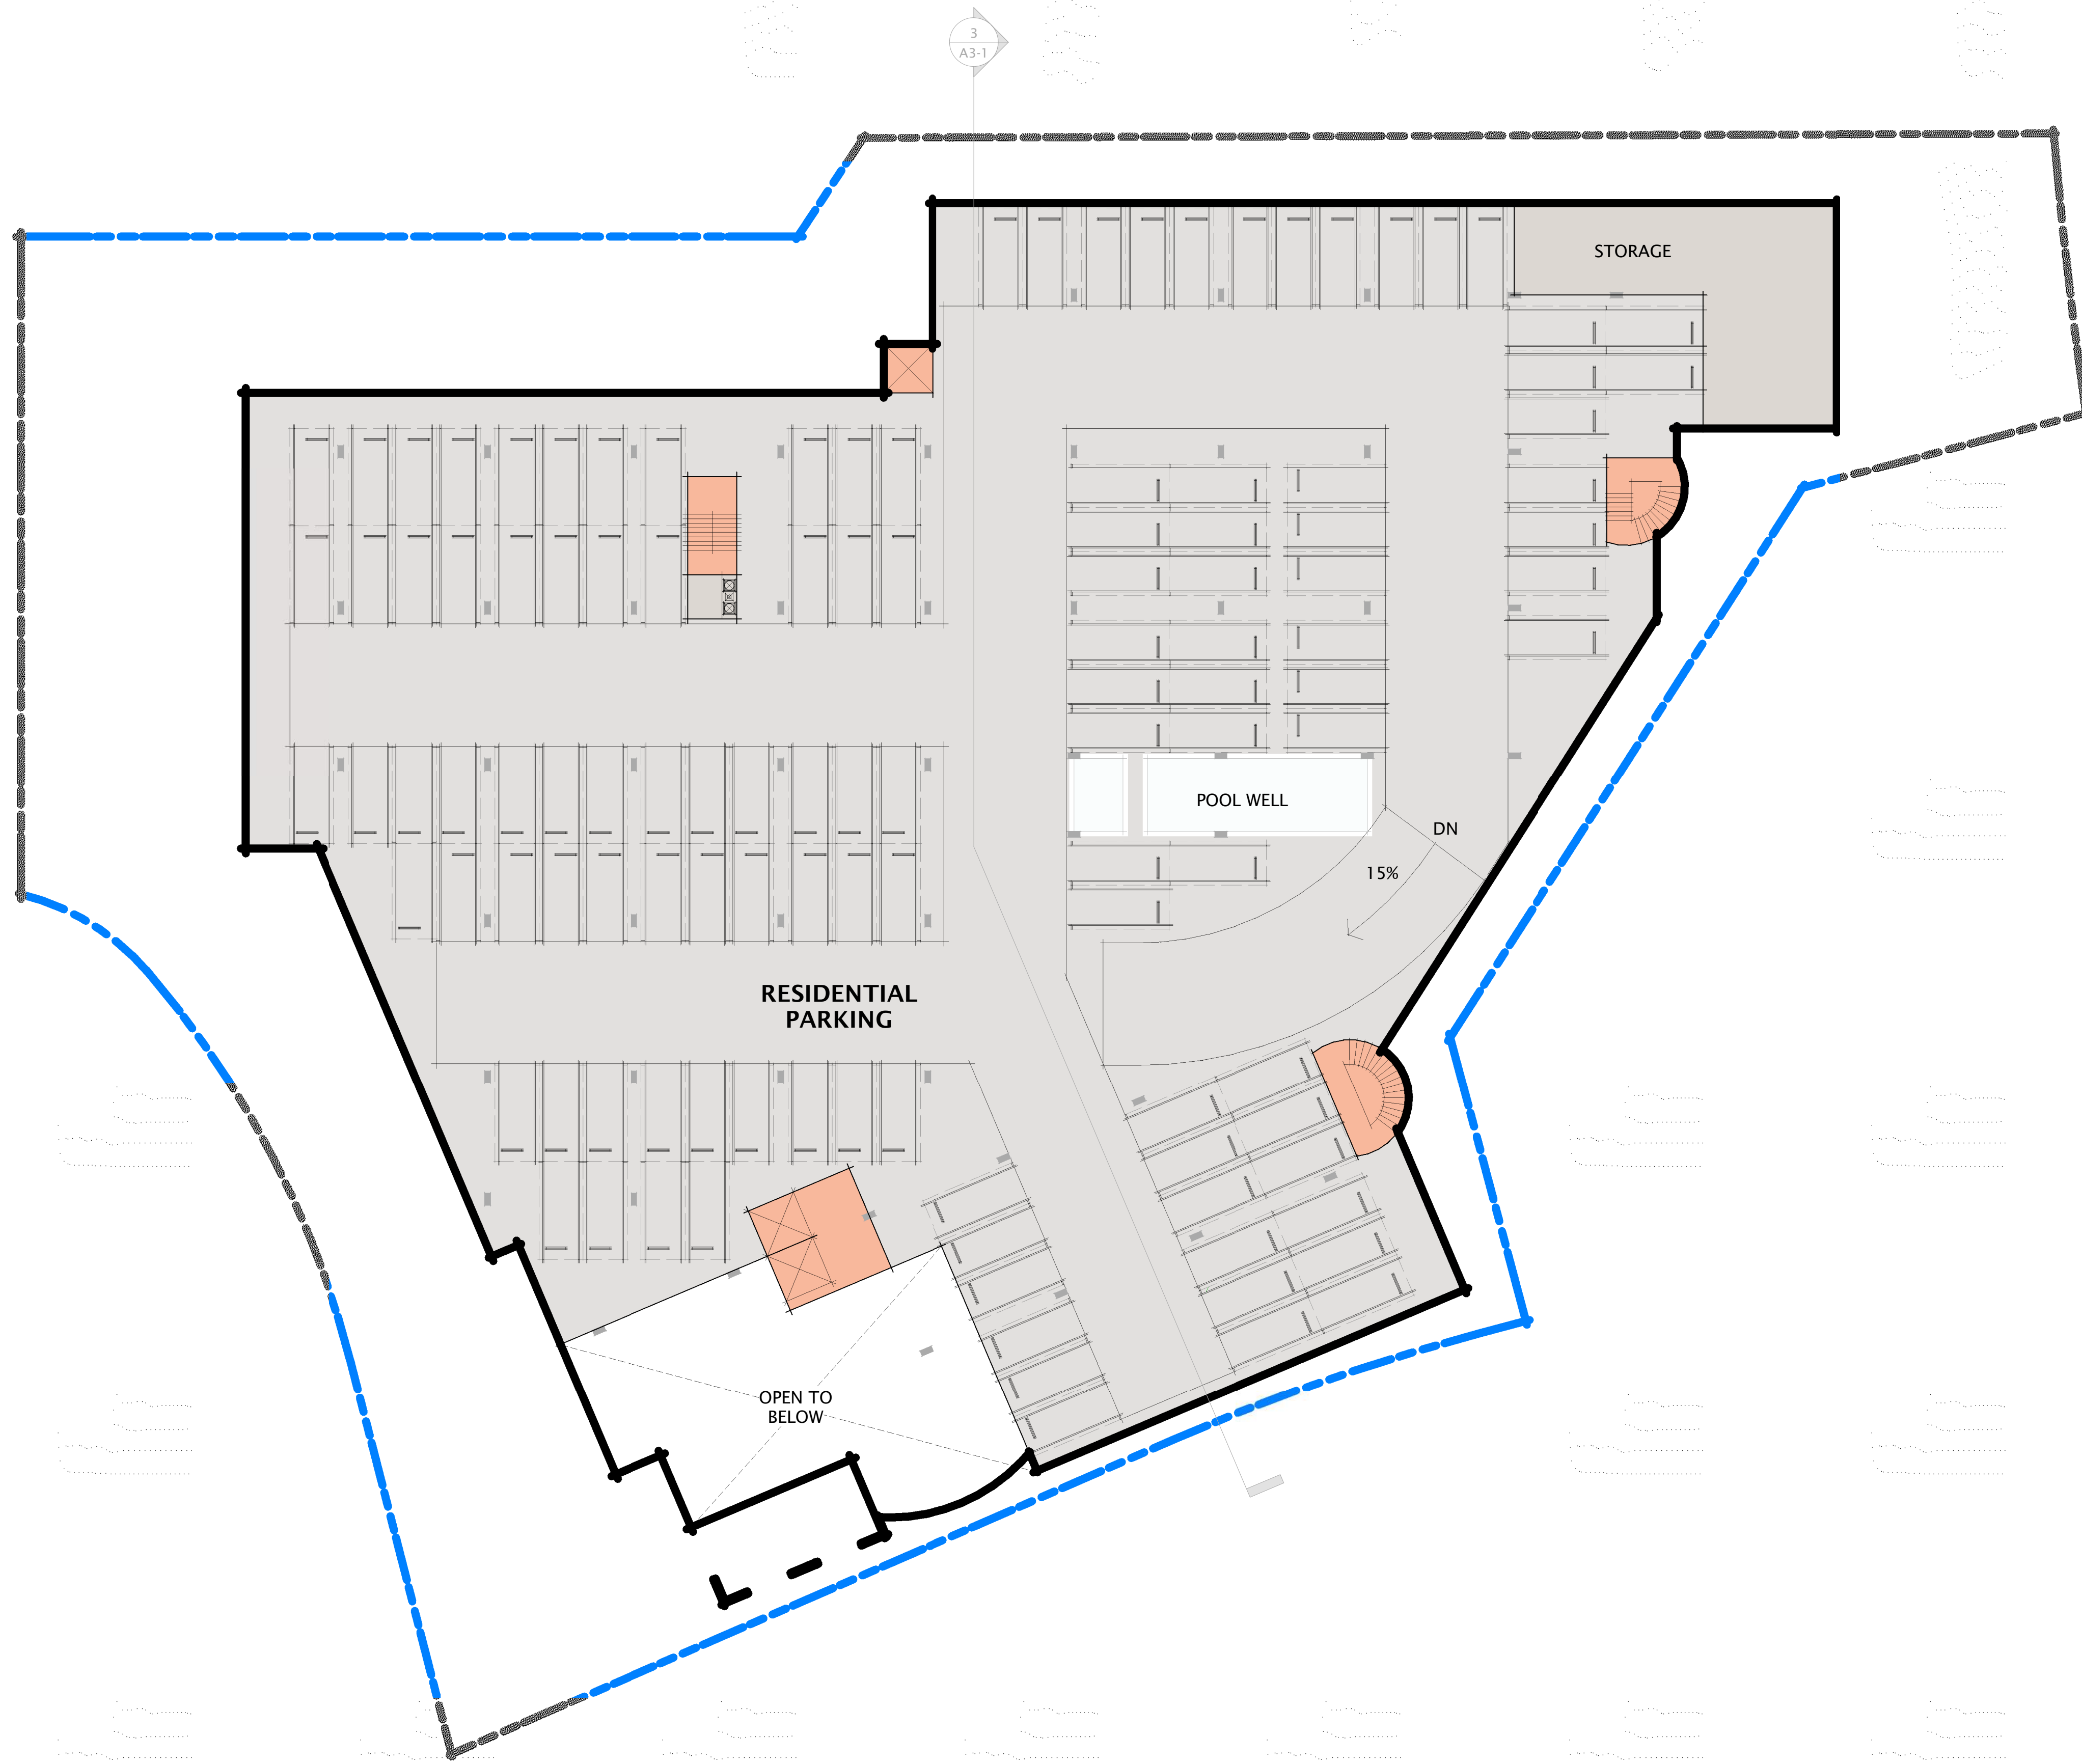 3
A3-1
STORAGE
POOL WELL
DN
15%
RESIDENTIAL
PARKING
OPEN TO
BELOW